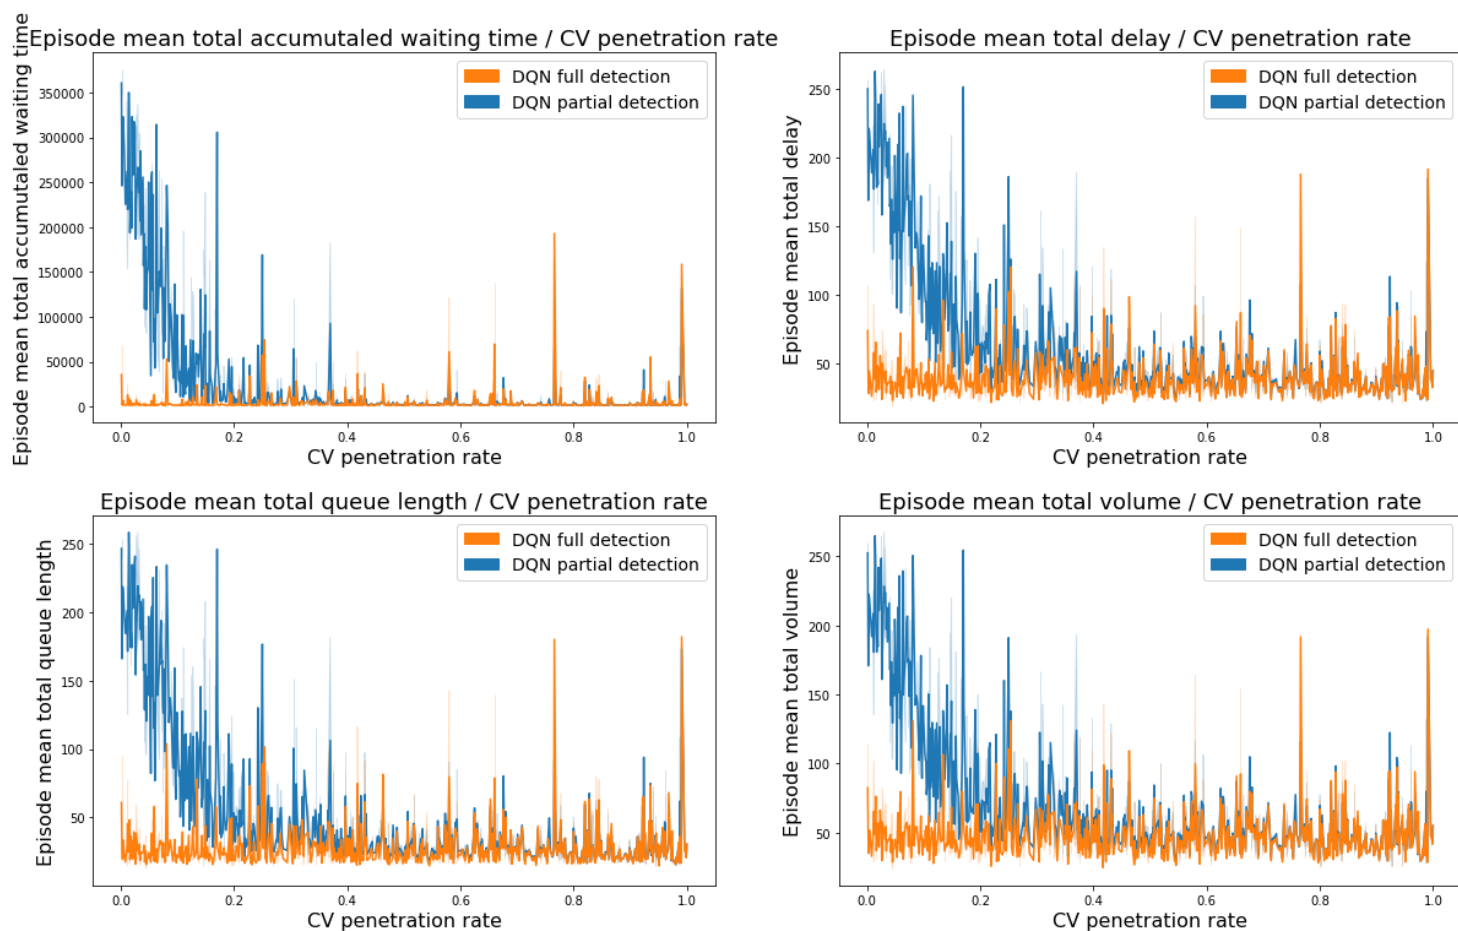 Episode mean total accumutaled waiting time / CV penetration rate
Episode mean total accumutaled waiting time
350000
300000
250000
200000
150000
100000
50000
0
DQN full detection
DQN partial detection
0.0 0.2 0.4 0.6 0.8 1.0
CV penetration rate
Episode mean total delay / CV penetration rate
Episode mean total delay
250
200
150
100
50
DQN full detection
DQN partial detection
0.0 0.2 0.4 0.6 0.8 1.0
CV penetration rate
Episode mean total queue length / CV penetration rate
Episode mean total queue length
250
200
150
100
50
DQN full detection
DQN partial detection
0.0 0.2 0.4 0.6 0.8 1.0
CV penetration rate
Episode mean total volume / CV penetration rate
Episode mean total volume
250
200
150
100
50
DQN full detection
DQN partial detection
0.0 0.2 0.4 0.6 0.8 1.0
CV penetration rate